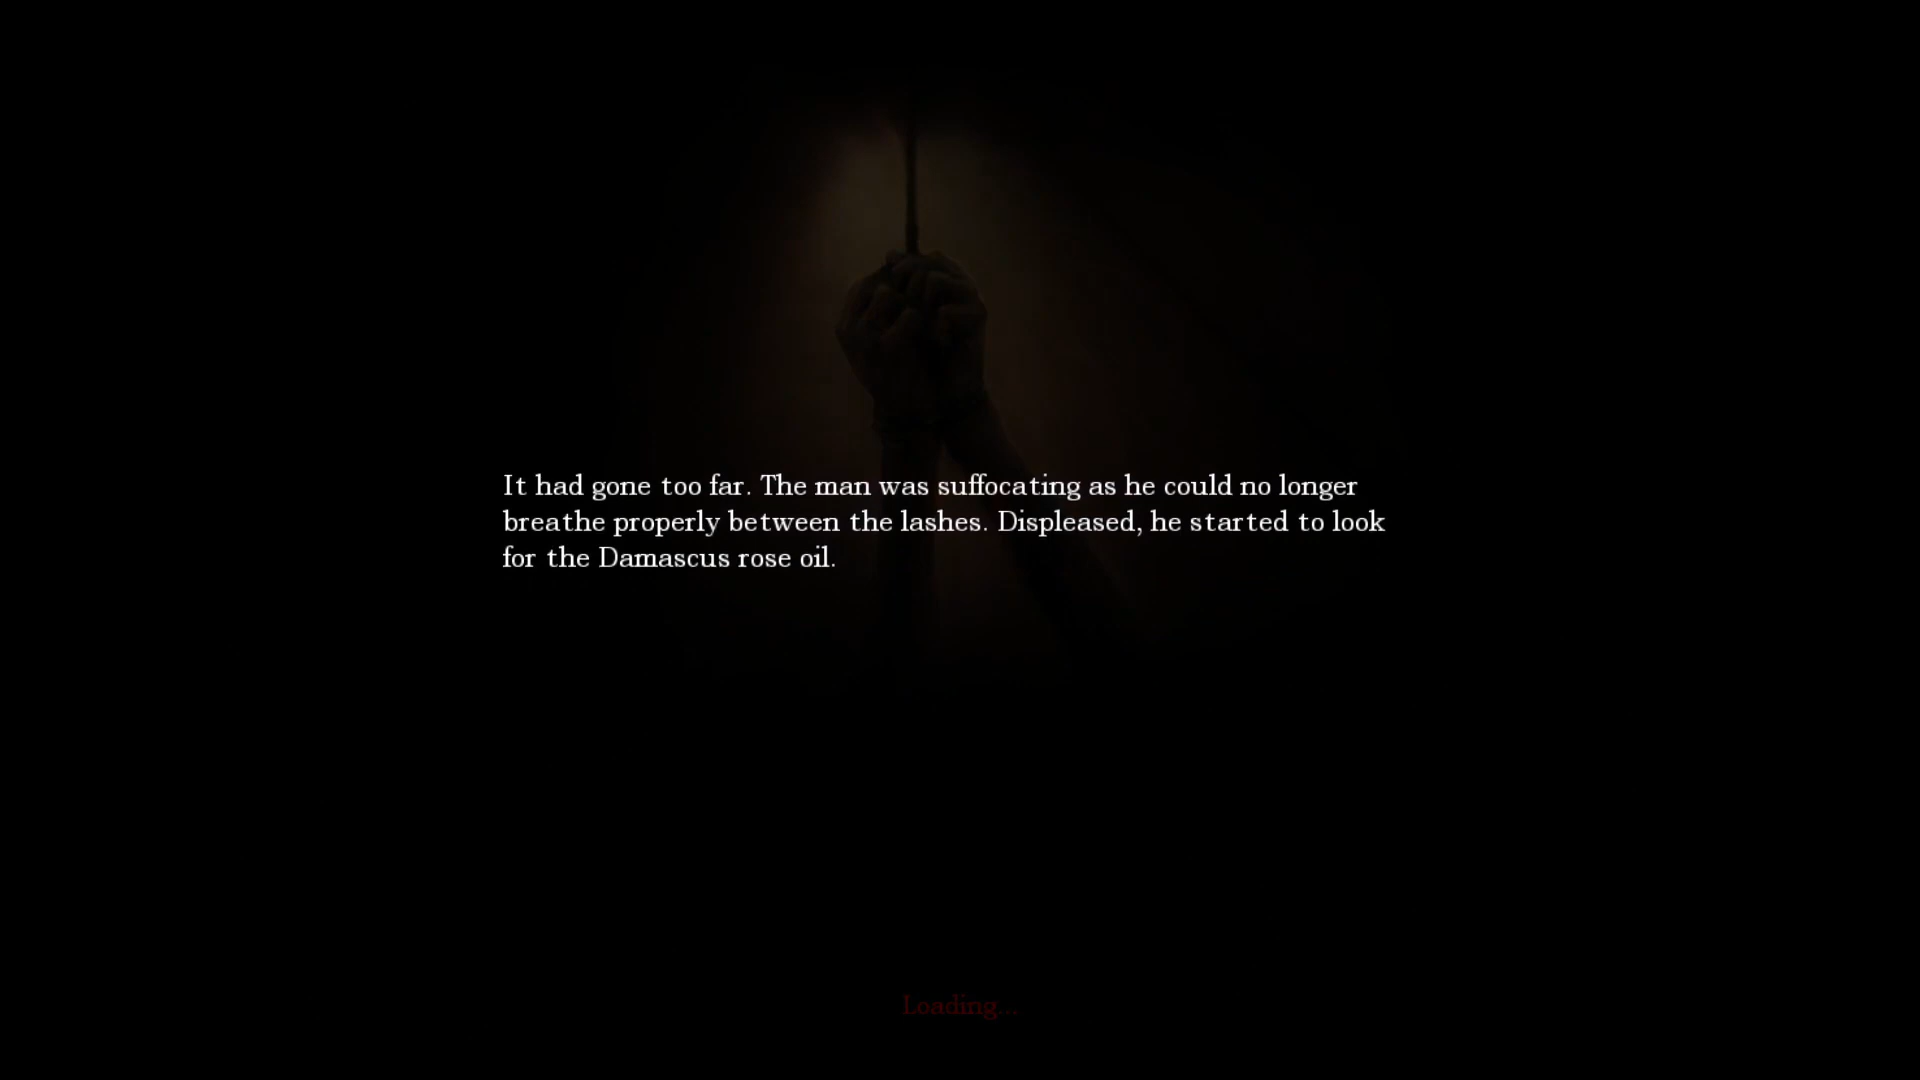 It had gone too far. The man was suffocating as he could no longer
breathe properly between the lashes. Displeased, he started to look
for the Damascus rose oil.
Loading...